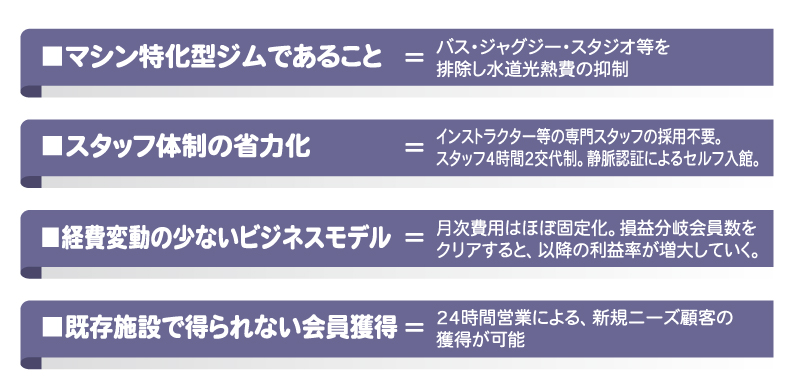 ■マシン特化型ジムであること = バス・ジャグジー・スタジオ等を
排除し水道光熱費の抑制
■スタッフ体制の省力化 = インストラクター等の専門スタッフの採用不要。
スタッフ4時間2交代制。静脈認証によるセルフ入館。
■経費変動の少ないビジネスモデル = 月次費用はほぼ固定化。損益分岐会員数を
クリアすると、以降の利益率が増大していく。
■既存施設で得られない会員獲得 = 24時間営業による、新規ニーズ顧客の
獲得が可能